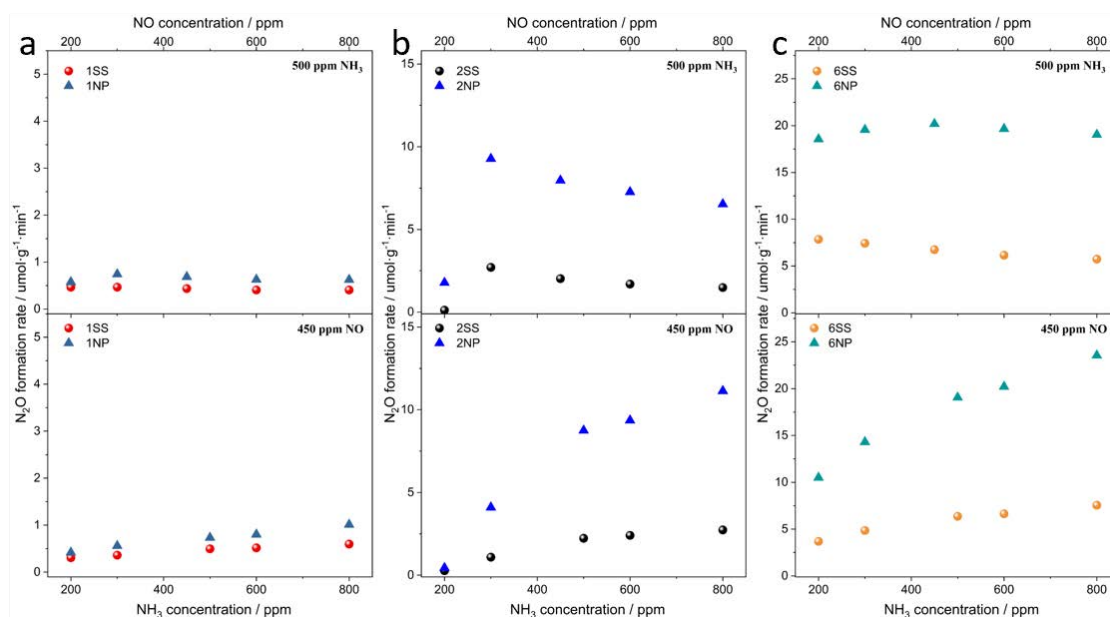 NO concentration / ppm
NO concentration / ppm
NO concentration / ppm
a
b
c
200 400 600 800
200 400 600 800
200 400 600 800
500 ppm NH₃
500 ppm NH₃
500 ppm NH₃
1SS
1NP
2SS
2NP
6SS
6NP
5
4
3
2
1
0
15
10
5
0
25
20
15
10
5
0
N₂O formation rate / umol·g⁻¹·min⁻¹
N₂O formation rate / umol·g⁻¹·min⁻¹
N₂O formation rate / umol·g⁻¹·min⁻¹
450 ppm NO
450 ppm NO
450 ppm NO
1SS
1NP
2SS
2NP
6SS
6NP
5
4
3
2
1
0
15
10
5
0
25
20
15
10
5
0
200 400 600 800
200 400 600 800
200 400 600 800
NH₃ concentration / ppm
NH₃ concentration / ppm
NH₃ concentration / ppm